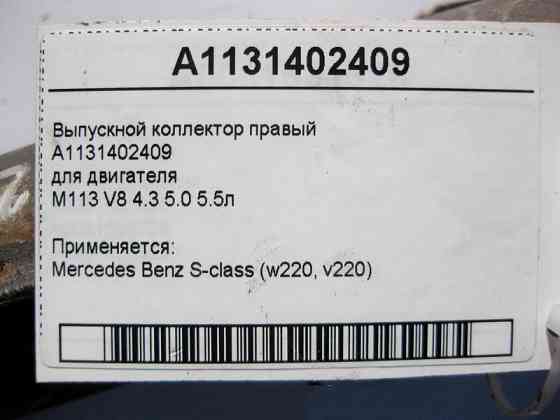 A1131402409
Выпускной коллектор правый
A1131402409
для двигателя
M113 V8 4.3 5.0 5.5л
Применяется:
Mercedes Benz S-class (w220, v220)